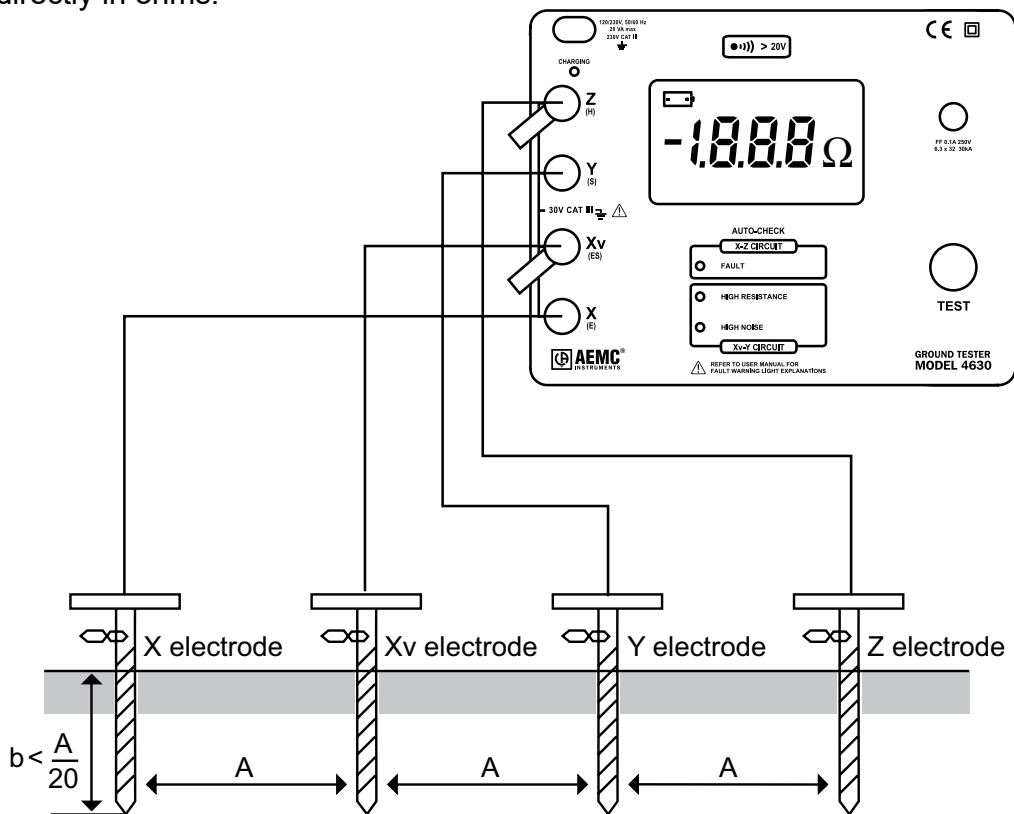 directly in ohms.
120/230V, 50/60 Hz
20 VA max
230V CAT III
> 20V
CE
CHARGING
Z
(H)
-1.8.8.8 Ω
FF 0.1A 250V
6.3 x 32 30kA
Y
(S)
30V CAT III
AUTO-CHECK
X-Z CIRCUIT
Xv
(ES)
FAULT
HIGH RESISTANCE
TEST
X
(E)
HIGH NOISE
Xv-Y CIRCUIT
AEMC®
INSTRUMENTS
REFER TO USER MANUAL FOR
FAULT WARNING LIGHT EXPLANATIONS
GROUND TESTER
MODEL 4630
X electrode
Xv electrode
Y electrode
Z electrode
b < A
20
A
A
A